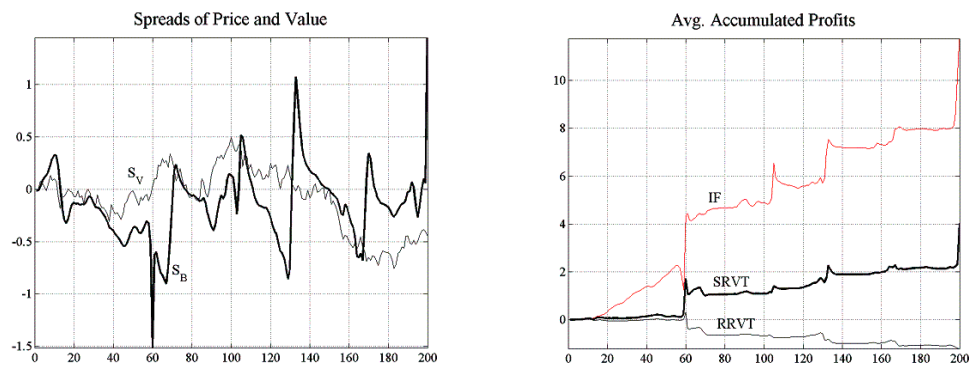 Spreads of Price and Value
1
0.5
0
-0.5
-1
-1.5
S_V
S_B
0 20 40 60 80 100 120 140 160 180 200
Avg. Accumulated Profits
10
8
6
4
2
0
IF
SRVT
RRVT
0 20 40 60 80 100 120 140 160 180 200